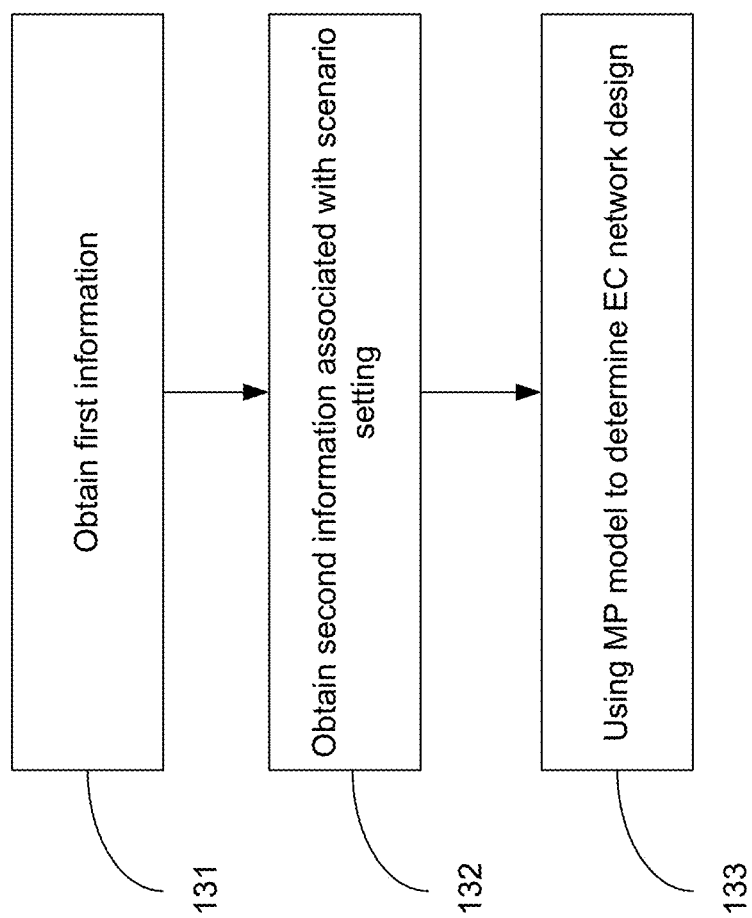 131
Obtain first information
132
Obtain second information associated with scenario
setting
133
Using MP model to determine EC network design